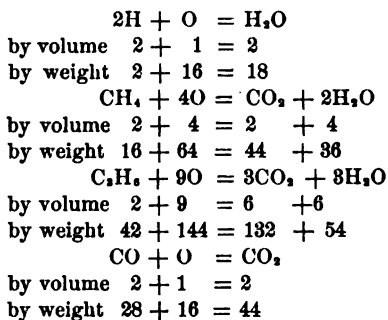 2H + O = H₂O
by volume 2 + 1 = 2
by weight 2 + 16 = 18
CH₄ + 4O = CO₂ + 2H₂O
by volume 2 + 4 = 2 + 4
by weight 16 + 64 = 44 + 36
C₃H₆ + 9O = 3CO₂ + 3H₂O
by volume 2 + 9 = 6 +6
by weight 42 + 144 = 132 + 54
CO + O = CO₂
by volume 2 + 1 = 2
by weight 28 + 16 = 44